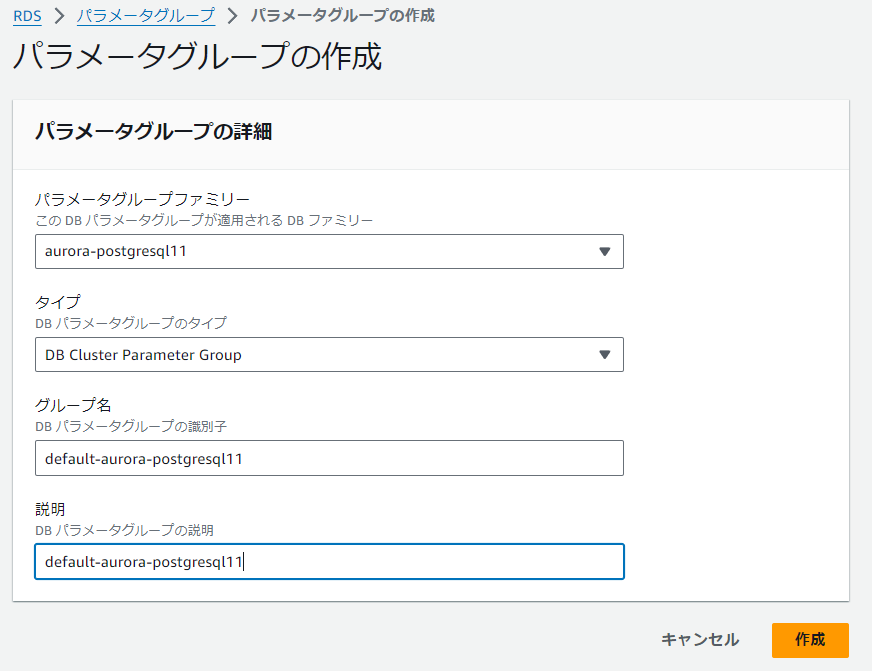 RDS > パラメータグループ > パラメータグループの作成
パラメータグループの作成
パラメータグループの詳細
パラメータグループファミリー
この DB パラメータグループが適用される DB ファミリー
aurora-postgresql11
タイプ
DB パラメータグループのタイプ
DB Cluster Parameter Group
グループ名
DB パラメータグループの識別子
default-aurora-postgresql11
説明
DB パラメータグループの説明
default-aurora-postgresql11
キャンセル
作成